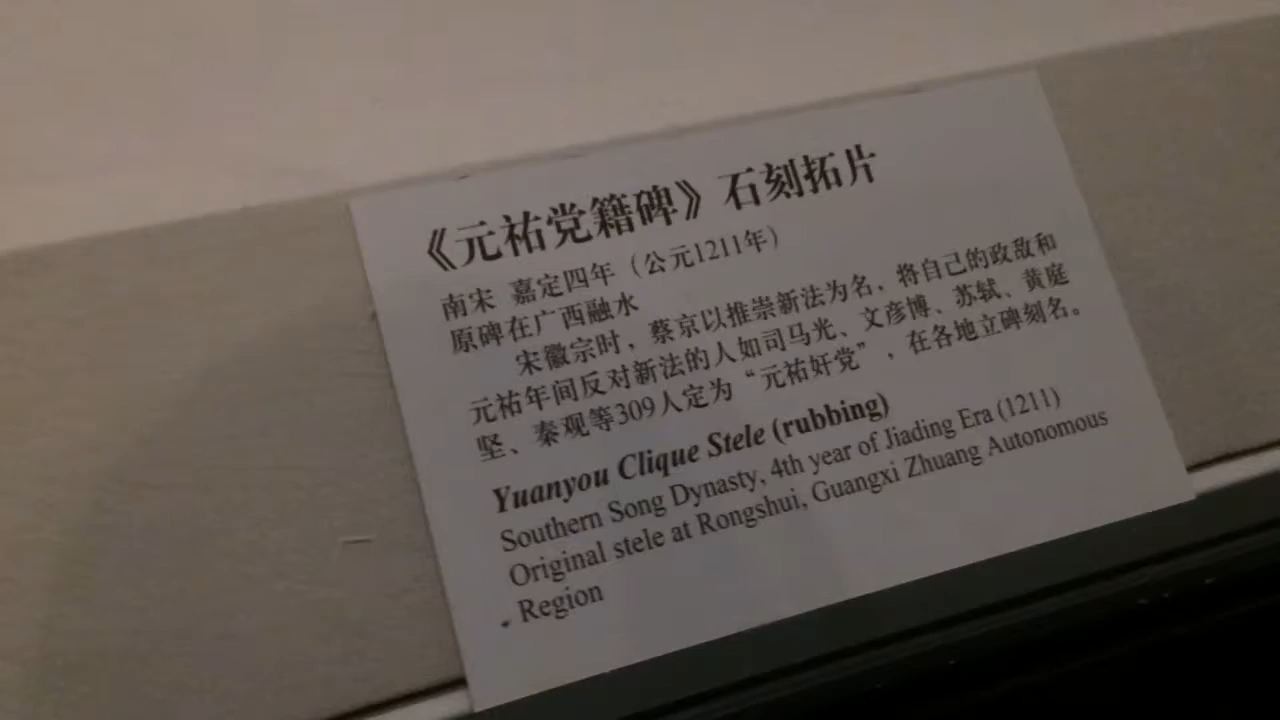 《元祐党籍碑》石刻拓片
南宋 嘉定四年（公元1211年）
原碑在广西融水
宋徽宗时，蔡京以推崇新法为名，将自己的政敌和
元祐年间反对新法的人如司马光、文彦博、苏轼、黄庭
坚、秦观等309人定为“元祐奸党”，在各地立碑刻名。
Yuanyou Clique Stele (rubbing)
Southern Song Dynasty, 4th year of Jiading Era (1211)
Original stele at Rongshui, Guangxi Zhuang Autonomous
Region